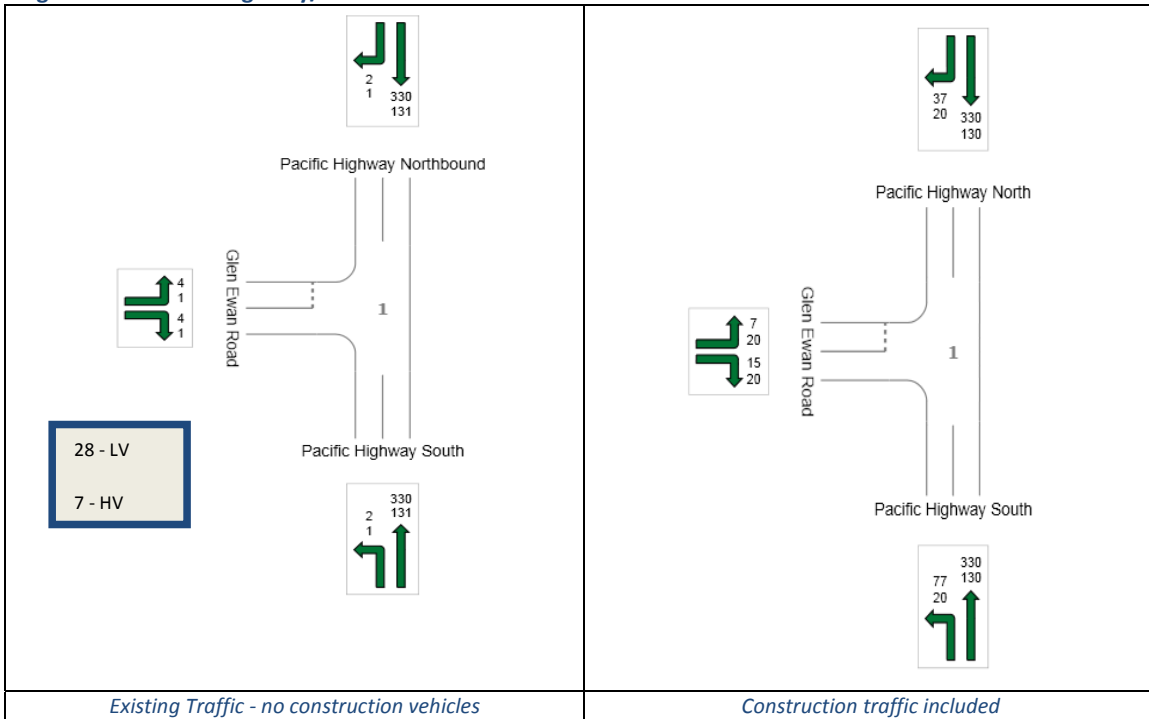 2
1
330
131
Pacific Highway Northbound
Glen Ewan Road
4
1
4
1
1
28 - LV
7 - HV
Pacific Highway South
2
1
330
131
Existing Traffic - no construction vehicles
37
20
330
130
Pacific Highway North
Glen Ewan Road
7
20
15
20
1
Pacific Highway South
77
20
330
130
Construction traffic included